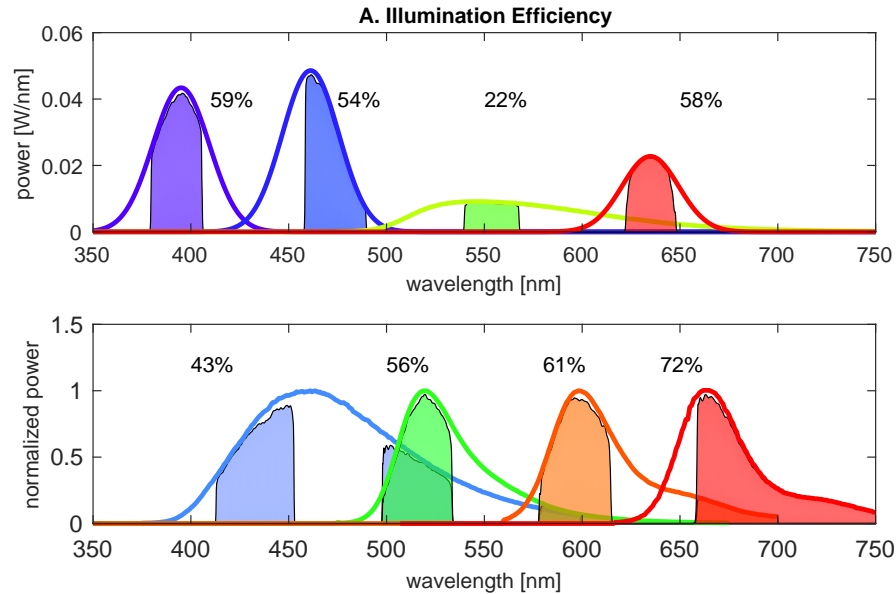 A. Illumination Efficiency
0.06
0.04
0.02
0
power [W/nm]
59%
54%
22%
58%
350 400 450 500 550 600 650 700 750
wavelength [nm]
1.5
1
0.5
0
normalized power
43%
56%
61%
72%
350 400 450 500 550 600 650 700 750
wavelength [nm]